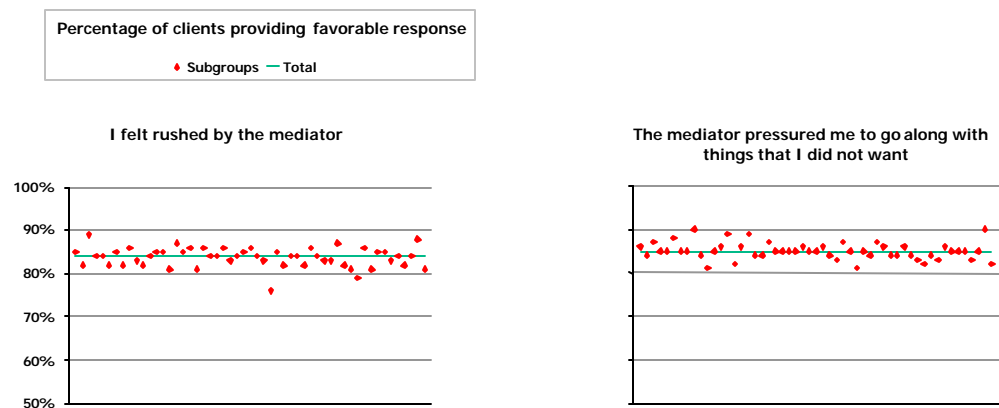 Percentage of clients providing favorable response
Subgroups Total
I felt rushed by the mediator
The mediator pressured me to go along with
things that I did not want
100%
90%
80%
70%
60%
50%